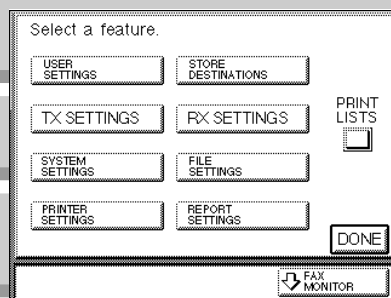 Select a feature.
USER
SETTINGS
STORE
DESTINATIONS
TX SETTINGS
RX SETTINGS
PRINT
LISTS
SYSTEM
SETTINGS
FILE
SETTINGS
PRINTER
SETTINGS
REPORT
SETTINGS
DONE
FAX
MONITOR